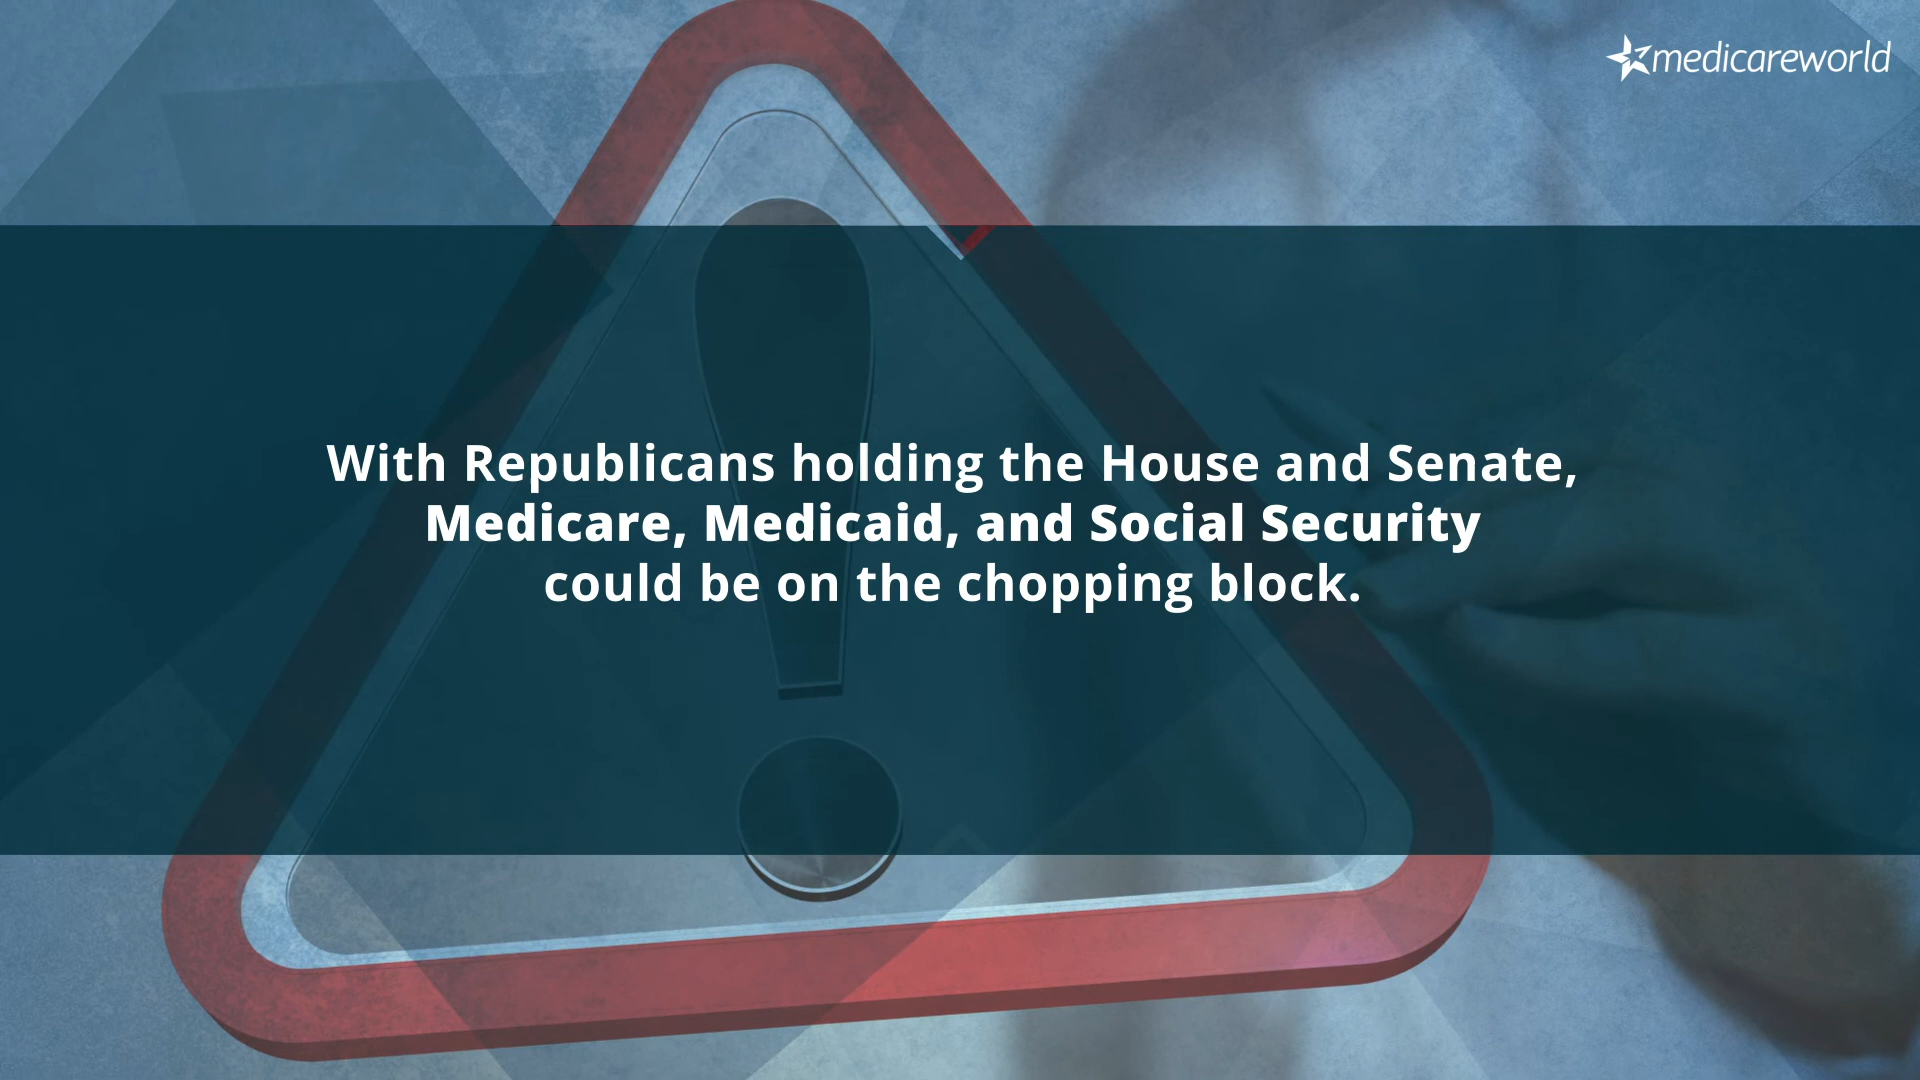 medicareworld
With Republicans holding the House and Senate,
Medicare, Medicaid, and Social Security
could be on the chopping block.